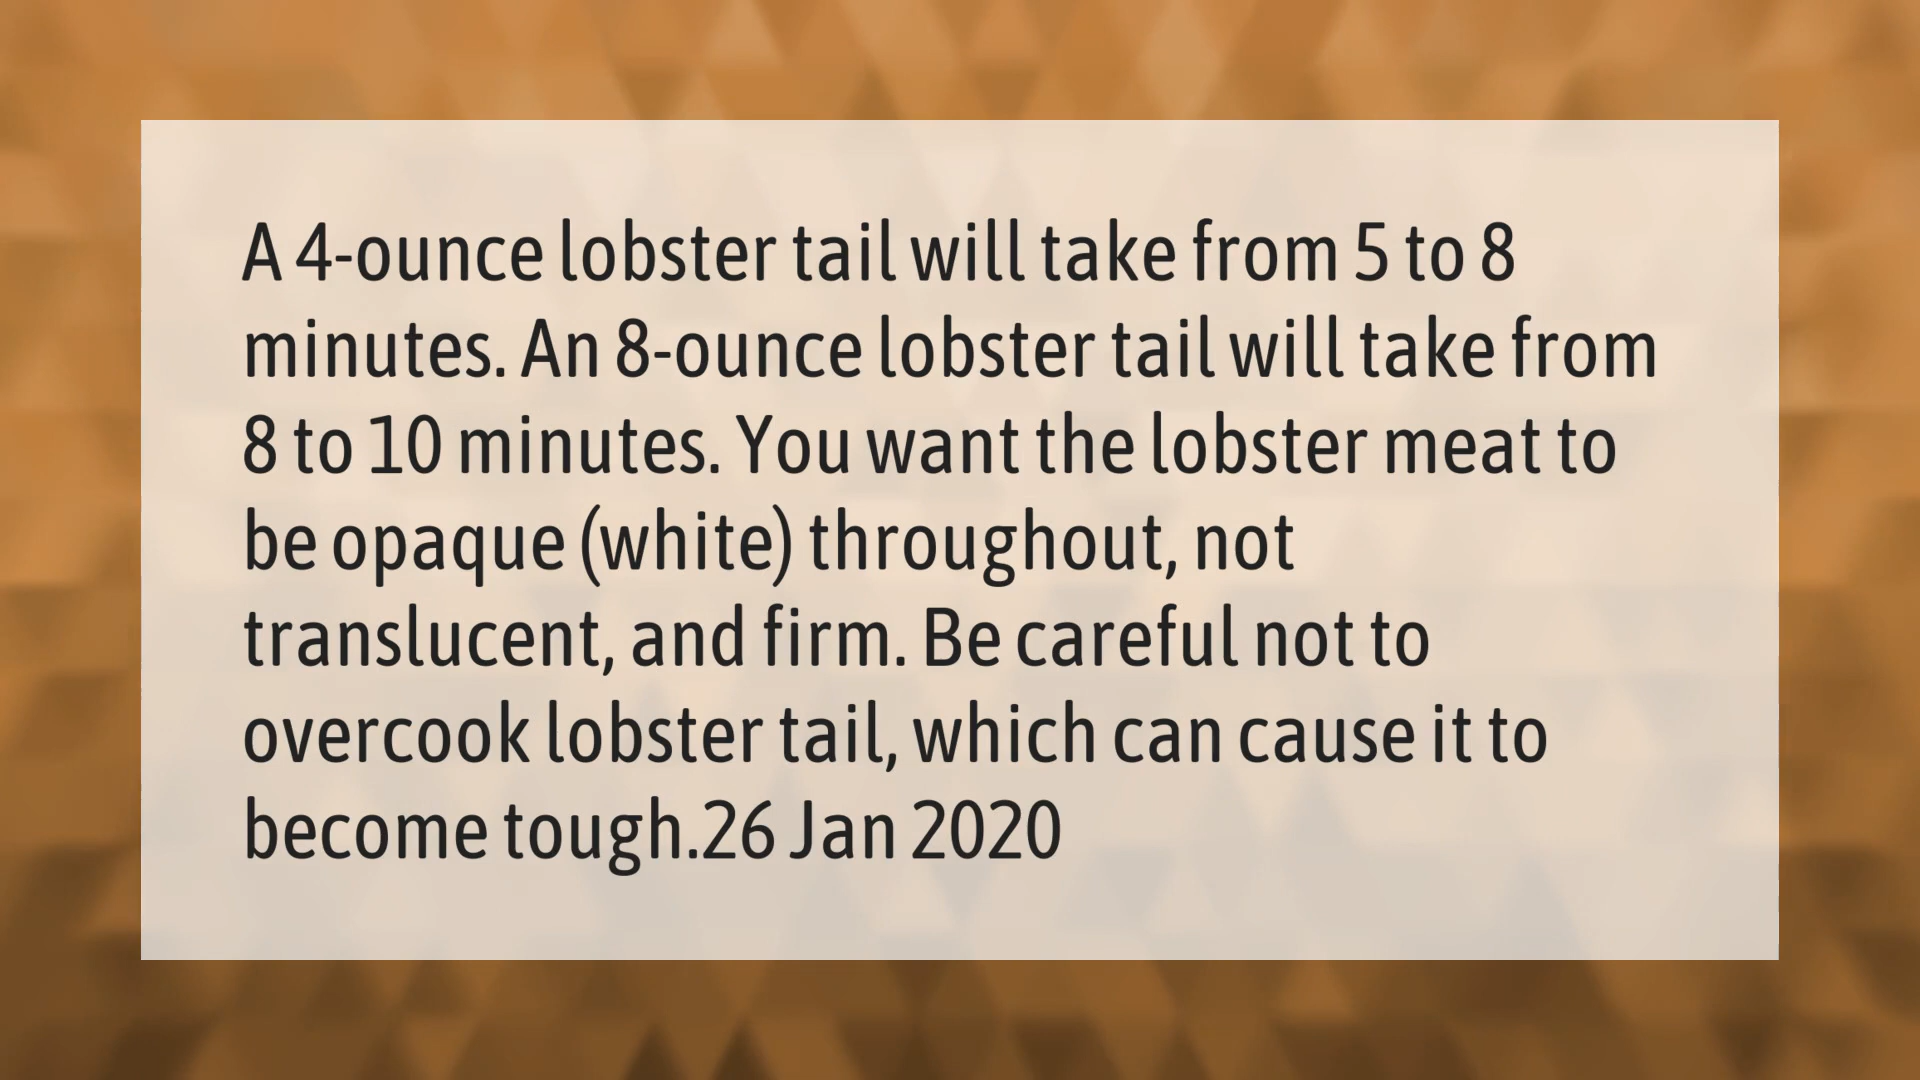 A 4-ounce lobster tail will take from 5 to 8
minutes. An 8-ounce lobster tail will take from
8 to 10 minutes. You want the lobster meat to
be opaque (white) throughout, not
translucent, and firm. Be careful not to
overcook lobster tail, which can cause it to
become tough.26 Jan 2020